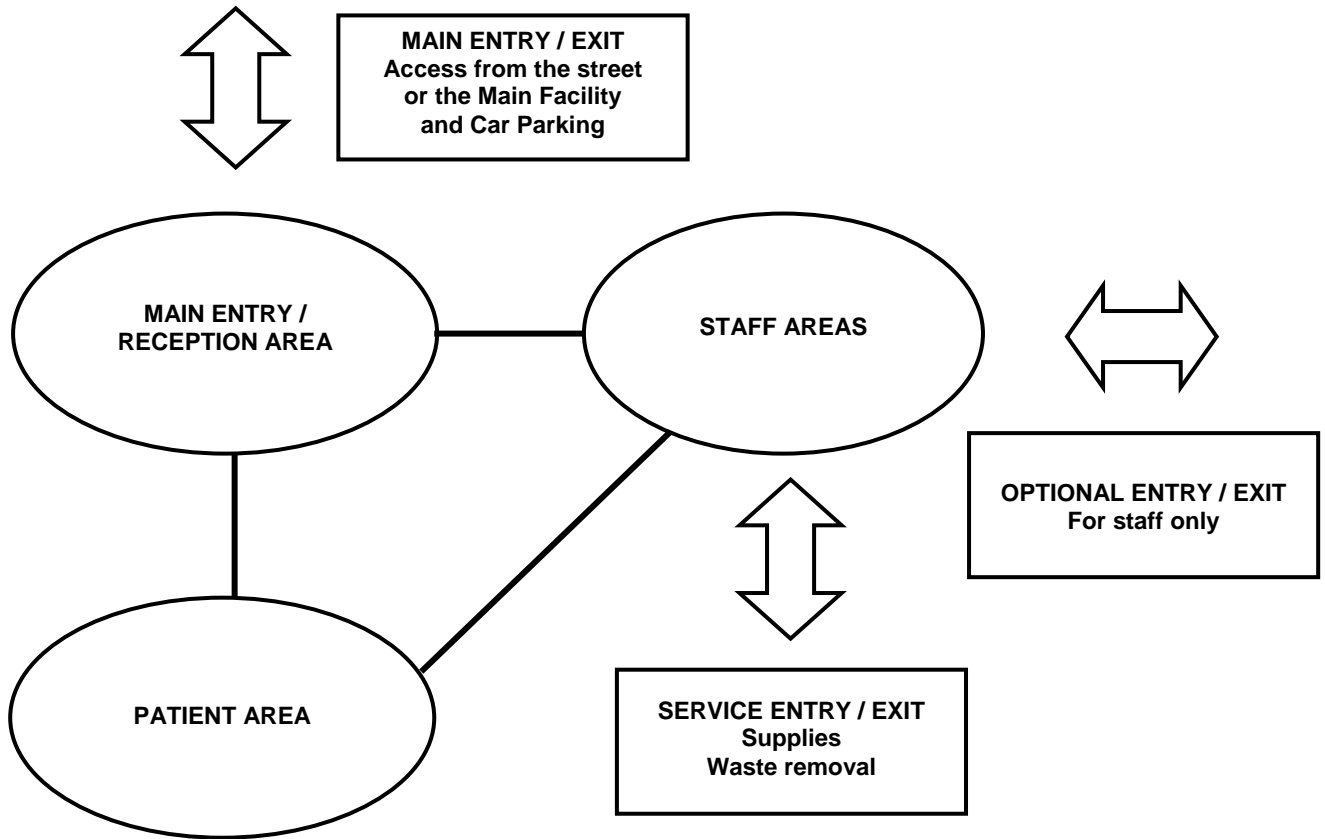 MAIN ENTRY / EXIT
Access from the street
or the Main Facility
and Car Parking
MAIN ENTRY /
RECEPTION AREA
STAFF AREAS
OPTIONAL ENTRY / EXIT
For staff only
PATIENT AREA
SERVICE ENTRY / EXIT
Supplies
Waste removal